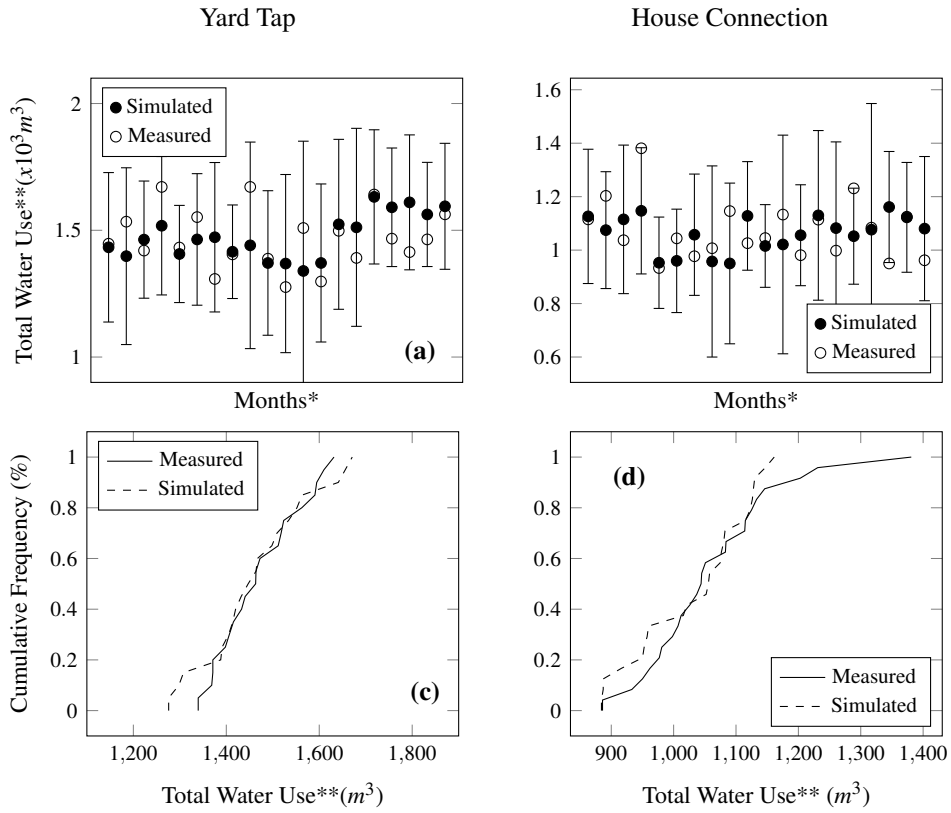 Yard Tap
House Connection
Total Water Use**(x10³m³)
2
1.5
1
Simulated
Measured
(a)
Months*
1.6
1.4
1.2
1.0
0.8
0.6
Simulated
Measured
Months*
Cumulative Frequency (%)
1
0.8
0.6
0.4
0.2
0
Measured
Simulated
(c)
1,200 1,400 1,600 1,800
Total Water Use**(m³)
1
0.8
0.6
0.4
0.2
0
(d)
Measured
Simulated
900 1,000 1,100 1,200 1,300 1,400
Total Water Use** (m³)